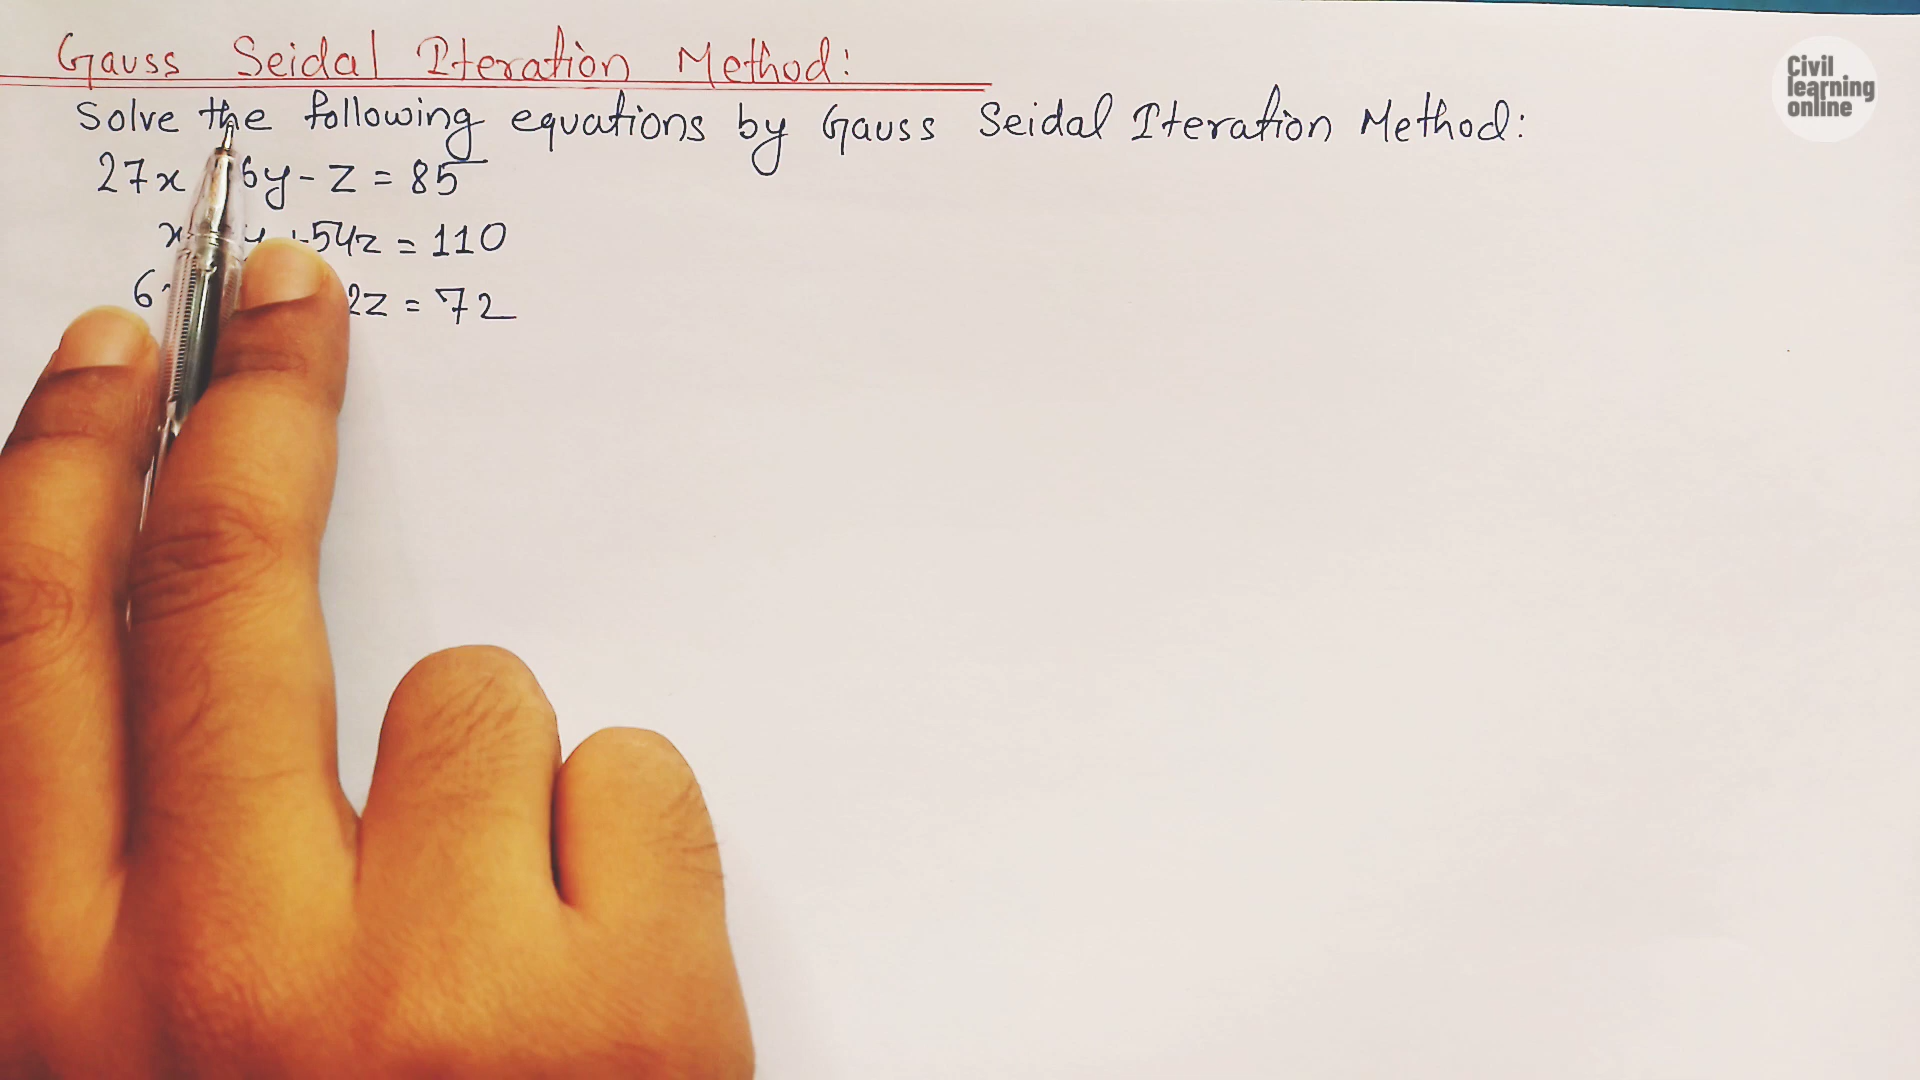 Gauss Seidal Iteration Method:
Solve the following equations by Gauss Seidal Iteration Method:
27x 6y - z = 85
x y +54z = 110
6 2z = 72
Civil
learning
online